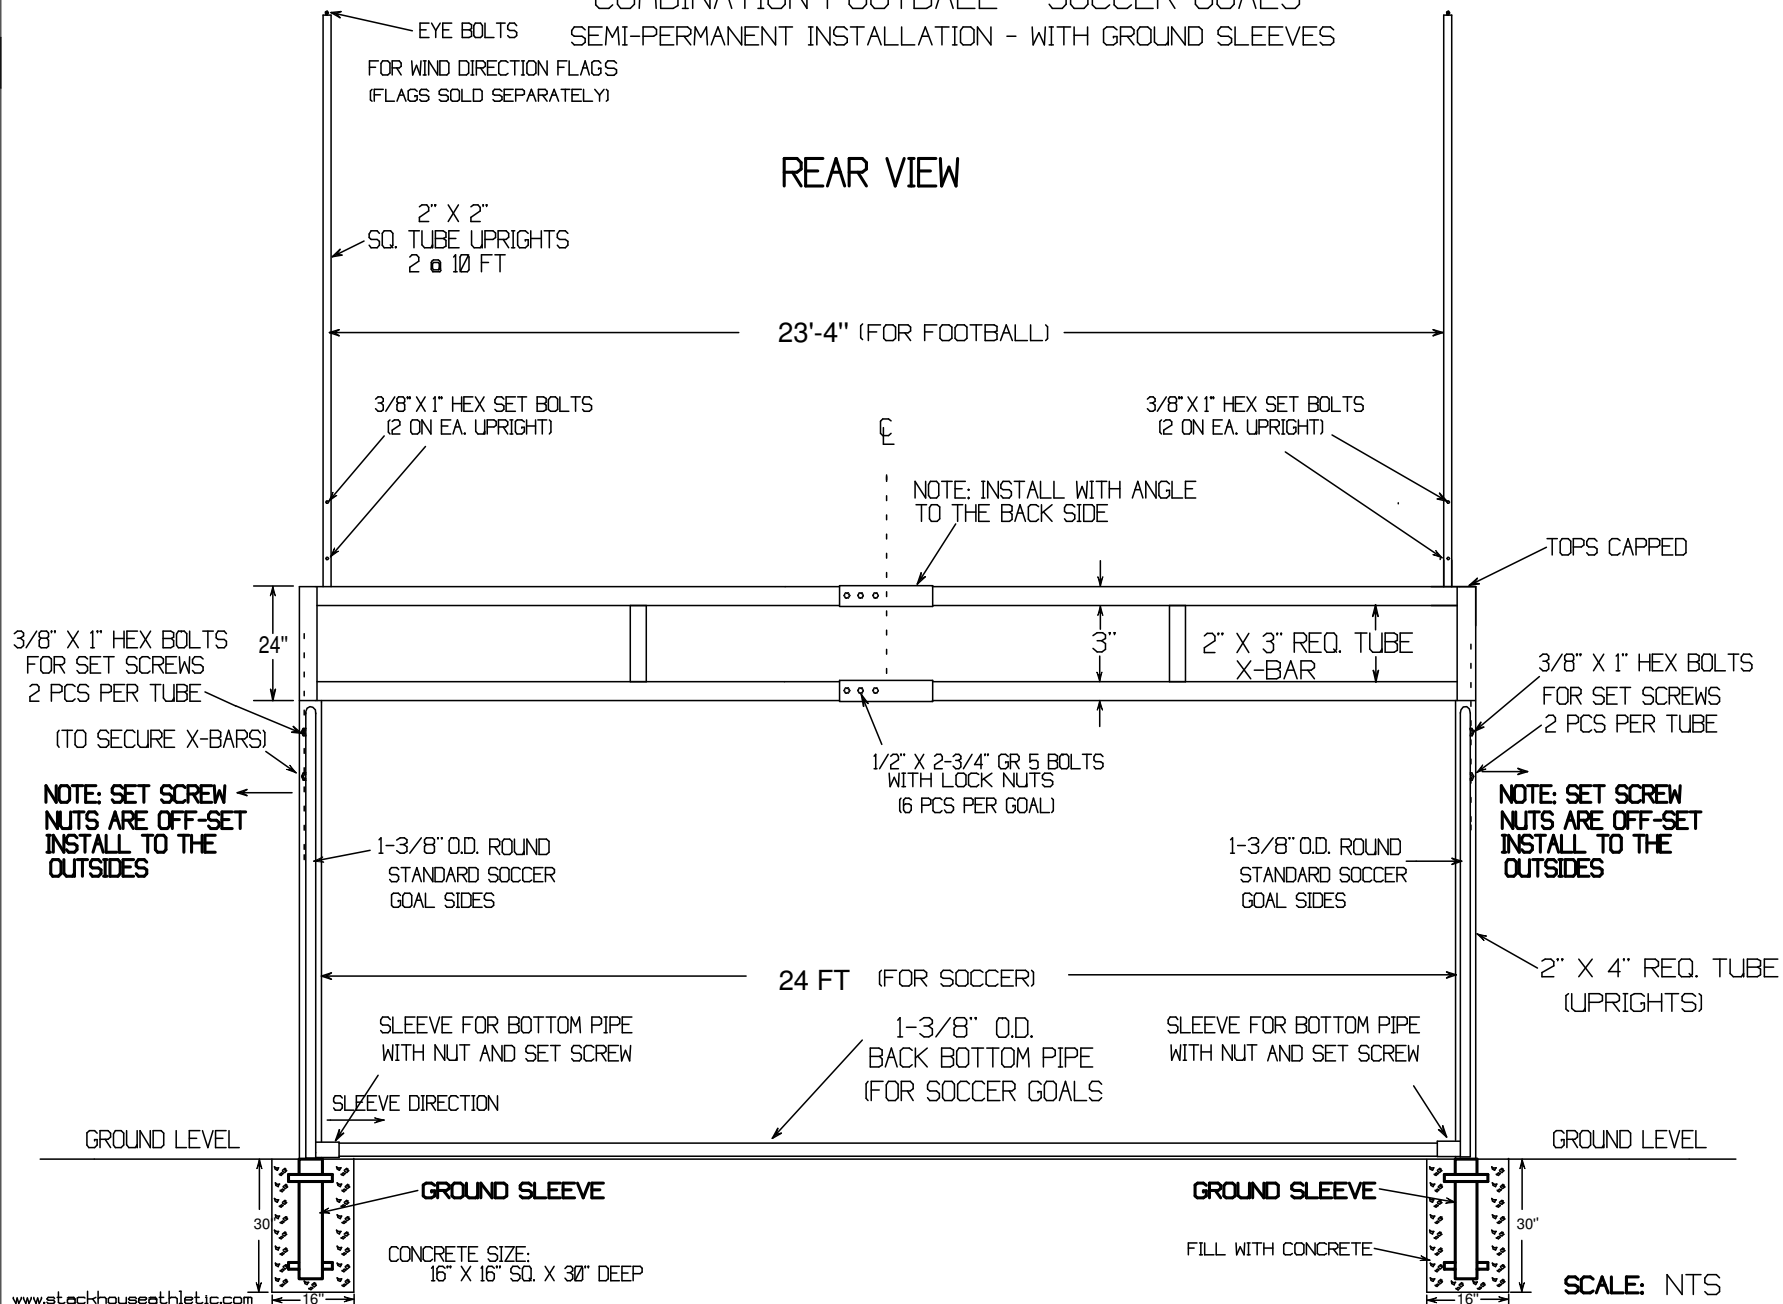 COMBINATION FOOTBALL - SOCCER GOALS
SEMI-PERMANENT INSTALLATION - WITH GROUND SLEEVES
EYE BOLTS
FOR WIND DIRECTION FLAGS
(FLAGS SOLD SEPARATELY)
REAR VIEW
2" X 2"
SQ. TUBE UPRIGHTS
2 @ 10 FT
23'-4" (FOR FOOTBALL)
3/8" X 1" HEX SET BOLTS
(2 ON EA. UPRIGHT)
3/8" X 1" HEX SET BOLTS
(2 ON EA. UPRIGHT)
CL
NOTE: INSTALL WITH ANGLE
TO THE BACK SIDE
TOPS CAPPED
24"
3"
2" X 3" REQ. TUBE
X-BAR
3/8" X 1" HEX BOLTS
FOR SET SCREWS
2 PCS PER TUBE
(TO SECURE X-BARS)
NOTE: SET SCREW
NUTS ARE OFF-SET
INSTALL TO THE
OUTSIDES
3/8" X 1" HEX BOLTS
FOR SET SCREWS
2 PCS PER TUBE
NOTE: SET SCREW
NUTS ARE OFF-SET
INSTALL TO THE
OUTSIDES
1/2" X 2-3/4" GR 5 BOLTS
WITH LOCK NUTS
(6 PCS PER GOAL)
1-3/8" O.D. ROUND
STANDARD SOCCER
GOAL SIDES
1-3/8" O.D. ROUND
STANDARD SOCCER
GOAL SIDES
24 FT (FOR SOCCER)
2" X 4" REQ. TUBE
(UPRIGHTS)
SLEEVE FOR BOTTOM PIPE
WITH NUT AND SET SCREW
1-3/8" O.D.
BACK BOTTOM PIPE
(FOR SOCCER GOALS
SLEEVE FOR BOTTOM PIPE
WITH NUT AND SET SCREW
SLEEVE DIRECTION
GROUND LEVEL
GROUND LEVEL
GROUND SLEEVE
GROUND SLEEVE
30"
30"
CONCRETE SIZE:
16" X 16" SQ. X 30" DEEP
FILL WITH CONCRETE
SCALE: NTS
www.stackhouseathletic.com
16"
16"